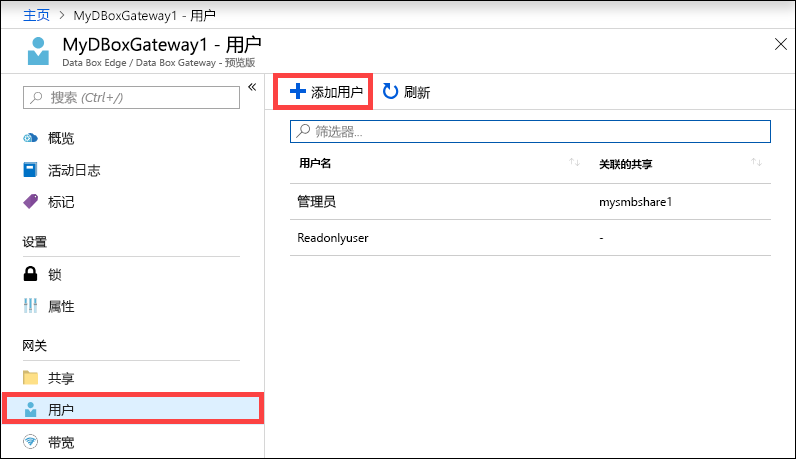 主页 > MyDBoxGateway1 - 用户
MyDBoxGateway1 - 用户
Data Box Edge / Data Box Gateway - 预览版
搜索 (Ctrl+/)
概览
活动日志
标记
设置
锁
属性
网关
共享
用户
带宽
添加用户 刷新
筛选器...
用户名 关联的共享
管理员 mysmbshare1
Readonlyuser -